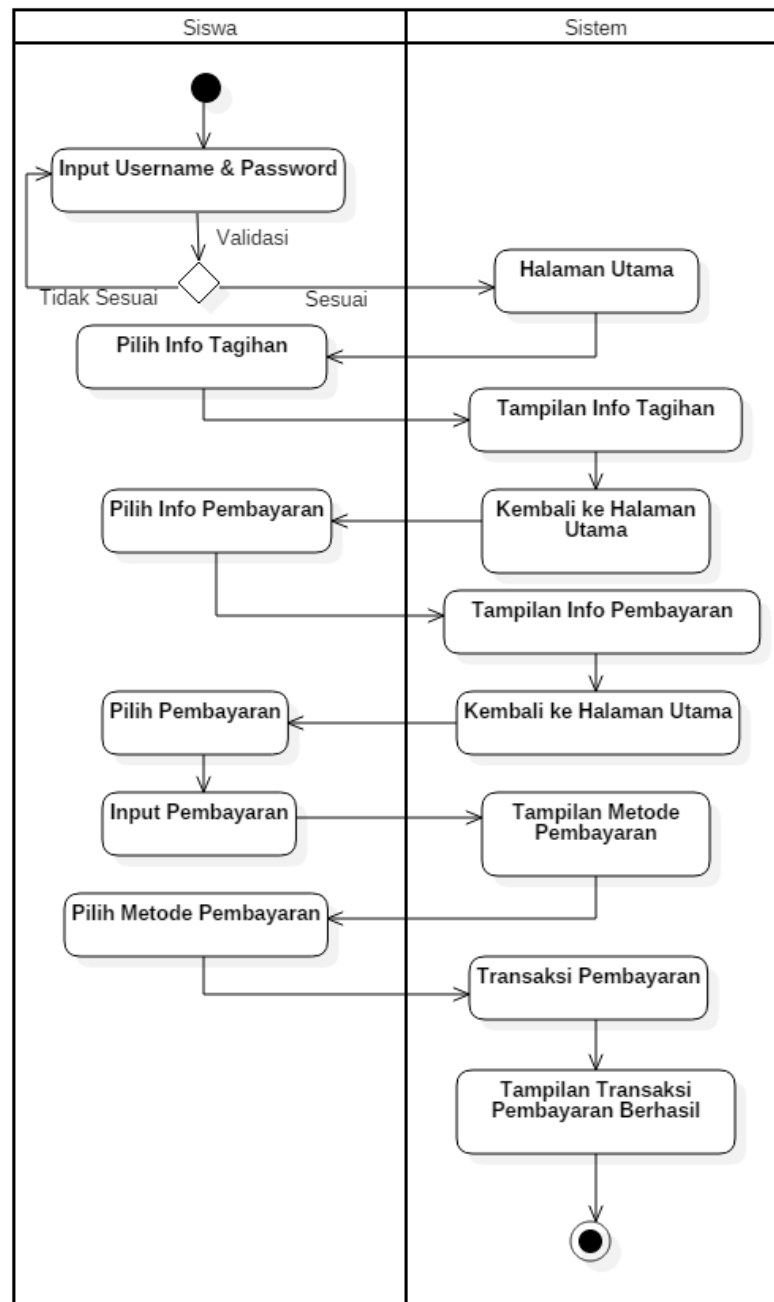 Siswa
Sistem
Input Username & Password
Validasi
Tidak Sesuai
Sesuai
Halaman Utama
Pilih Info Tagihan
Tampilan Info Tagihan
Kembali ke Halaman
Utama
Pilih Info Pembayaran
Tampilan Info Pembayaran
Kembali ke Halaman Utama
Pilih Pembayaran
Input Pembayaran
Tampilan Metode
Pembayaran
Pilih Metode Pembayaran
Transaksi Pembayaran
Tampilan Transaksi
Pembayaran Berhasil